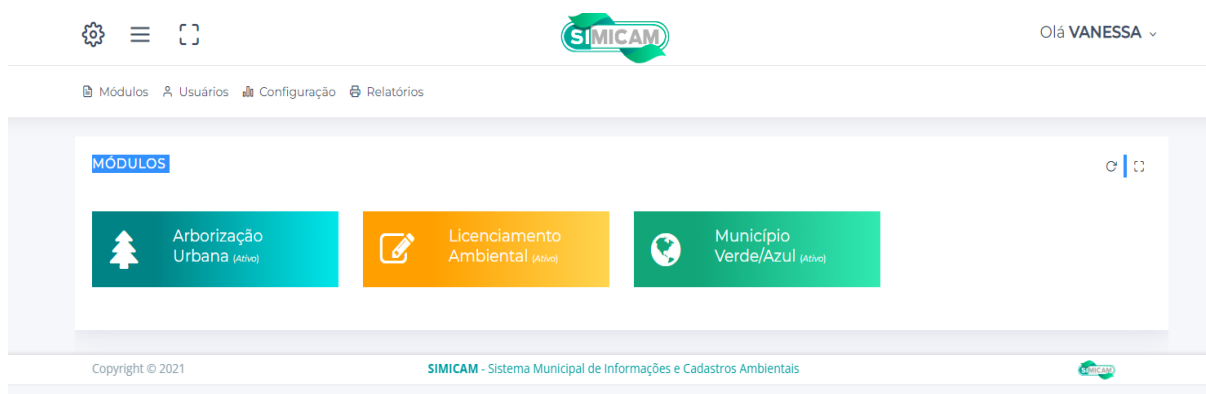 SIMICAM
Olá VANESSA
Módulos Usuários Configuração Relatórios
MÓDULOS
Arborização
Urbana (Ativo)
Licenciamento
Ambiental (Ativo)
Município
Verde/Azul (Ativo)
Copyright © 2021
SIMICAM - Sistema Municipal de Informações e Cadastros Ambientais
SIMICAM